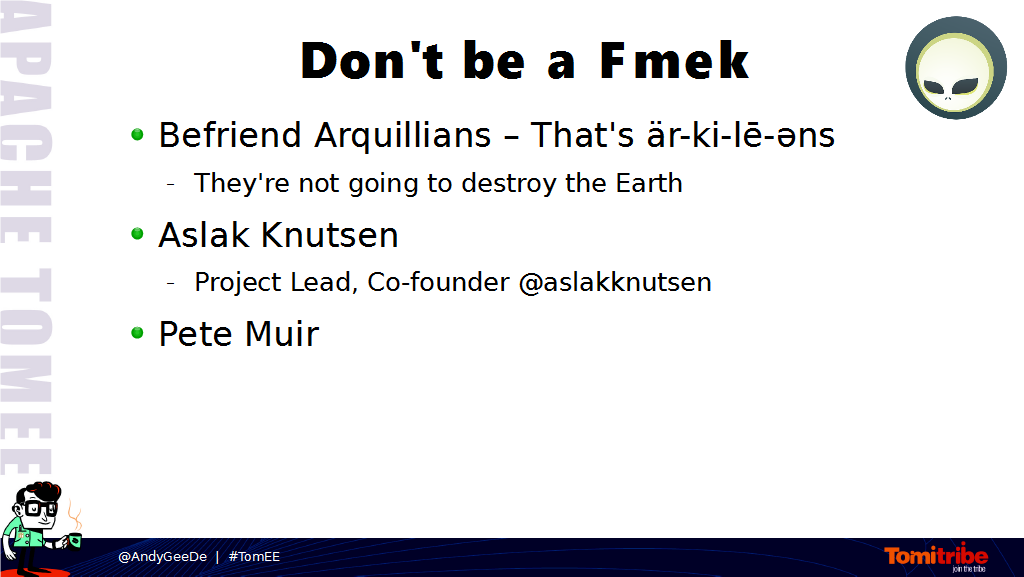 Don't be a Fmek
Befriend Arquillians – That's är-ki-lē-əns
- They're not going to destroy the Earth
Aslak Knutsen
- Project Lead, Co-founder @aslakknutsen
Pete Muir
APACHE TOMEE
@AndyGeeDe | #TomEE
Tomitribe
join the tribe